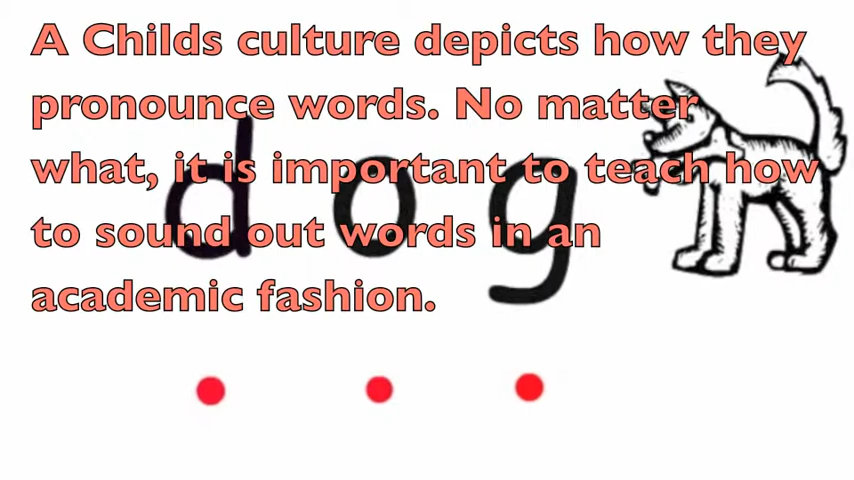 A Childs culture depicts how they
pronounce words. No matter
what, it is important to teach how
to sound out words in an
academic fashion.
d o g